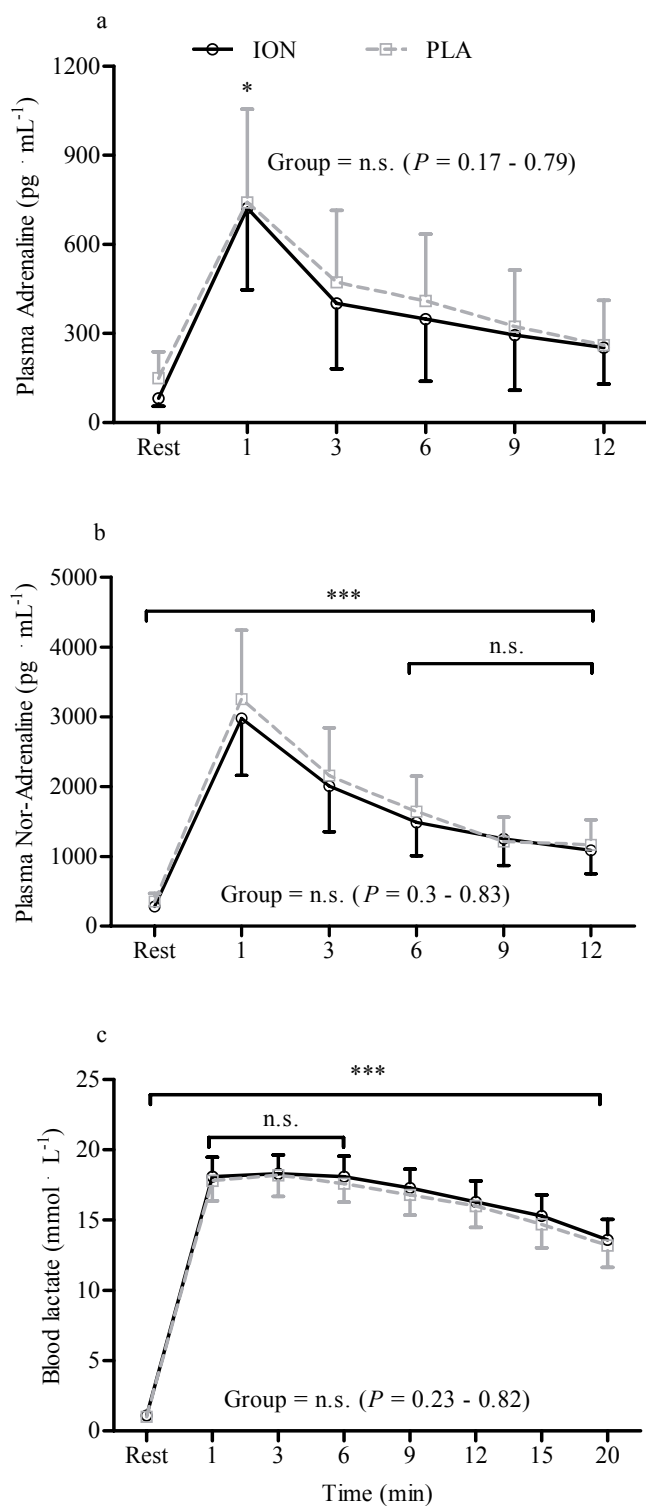 a
ION PLA
1200
900
600
300
0
Plasma Adrenaline (pg · mL⁻¹)
*
Group = n.s. (P = 0.17 - 0.79)
Rest 1 3 6 9 12
b
5000
4000
3000
2000
1000
0
Plasma Nor-Adrenaline (pg · mL⁻¹)
***
n.s.
Group = n.s. (P = 0.3 - 0.83)
Rest 1 3 6 9 12
c
25
20
15
10
5
0
Blood lactate (mmol · L⁻¹)
***
n.s.
Group = n.s. (P = 0.23 - 0.82)
Rest 1 3 6 9 12 15 20
Time (min)